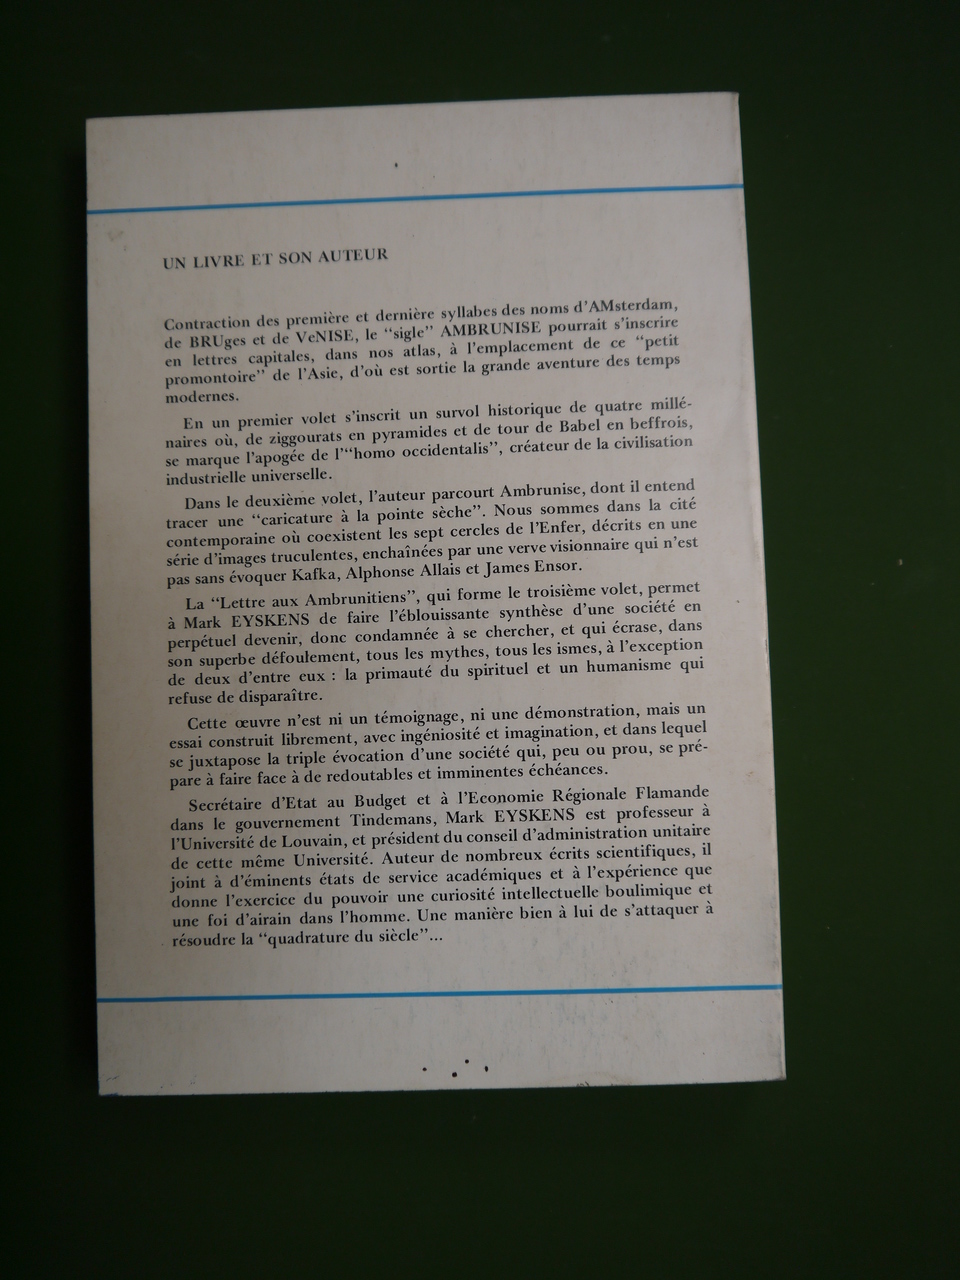 UN LIVRE ET SON AUTEUR
Contraction des première et dernière syllabes des noms d'AMsterdam,
de BRUges et de VeNISE, le “sigle” AMBRUNISE pourrait s'inscrire
en lettres capitales, dans nos atlas, à l'emplacement de ce “petit
promontoire” de l'Asie, d'où est sortie la grande aventure des temps
modernes.
En un premier volet s'inscrit un survol historique de quatre millé-
naires où, de ziggourats en pyramides et de tour de Babel en beffrois,
se marque l'apogée de l'“homo occidentalis”, créateur de la civilisation
industrielle universelle.
Dans le deuxième volet, l'auteur parcourt Ambrunise, dont il entend
tracer une “caricature à la pointe sèche”. Nous sommes dans la cité
contemporaine où coexistent les sept cercles de l'Enfer, décrits en une
série d'images truculentes, enchaînées par une verve visionnaire qui n'est
pas sans évoquer Kafka, Alphonse Allais et James Ensor.
La “Lettre aux Ambrunitiens”, qui forme le troisième volet, permet
à Mark EYSKENS de faire l'éblouissante synthèse d'une société en
perpétuel devenir, donc condamnée à se chercher, et qui écrase, dans
son superbe défoulement, tous les mythes, tous les ismes, à l'exception
de deux d'entre eux : la primauté du spirituel et un humanisme qui
refuse de disparaître.
Cette œuvre n'est ni un témoignage, ni une démonstration, mais un
essai construit librement, avec ingéniosité et imagination, et dans lequel
se juxtapose la triple évocation d'une société qui, peu ou prou, se pré-
pare à faire face à de redoutables et imminentes échéances.
Secrétaire d'Etat au Budget et à l'Economie Régionale Flamande
dans le gouvernement Tindemans, Mark EYSKENS est professeur à
l'Université de Louvain, et président du conseil d'administration unitaire
de cette même Université. Auteur de nombreux écrits scientifiques, il
joint à d'éminents états de service académiques et à l'expérience que
donne l'exercice du pouvoir une curiosité intellectuelle boulimique et
une foi d'airain dans l'homme. Une manière bien à lui de s'attaquer à
résoudre la “quadrature du siècle”...